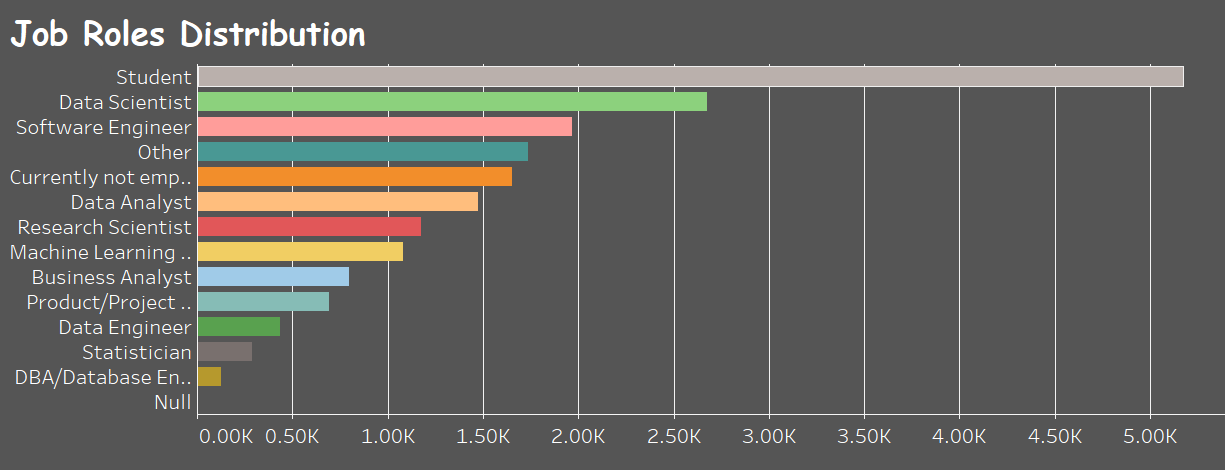 Job Roles Distribution
Student
Data Scientist
Software Engineer
Other
Currently not emp..
Data Analyst
Research Scientist
Machine Learning ..
Business Analyst
Product/Project ..
Data Engineer
Statistician
DBA/Database En..
Null
0.00K 0.50K 1.00K 1.50K 2.00K 2.50K 3.00K 3.50K 4.00K 4.50K 5.00K